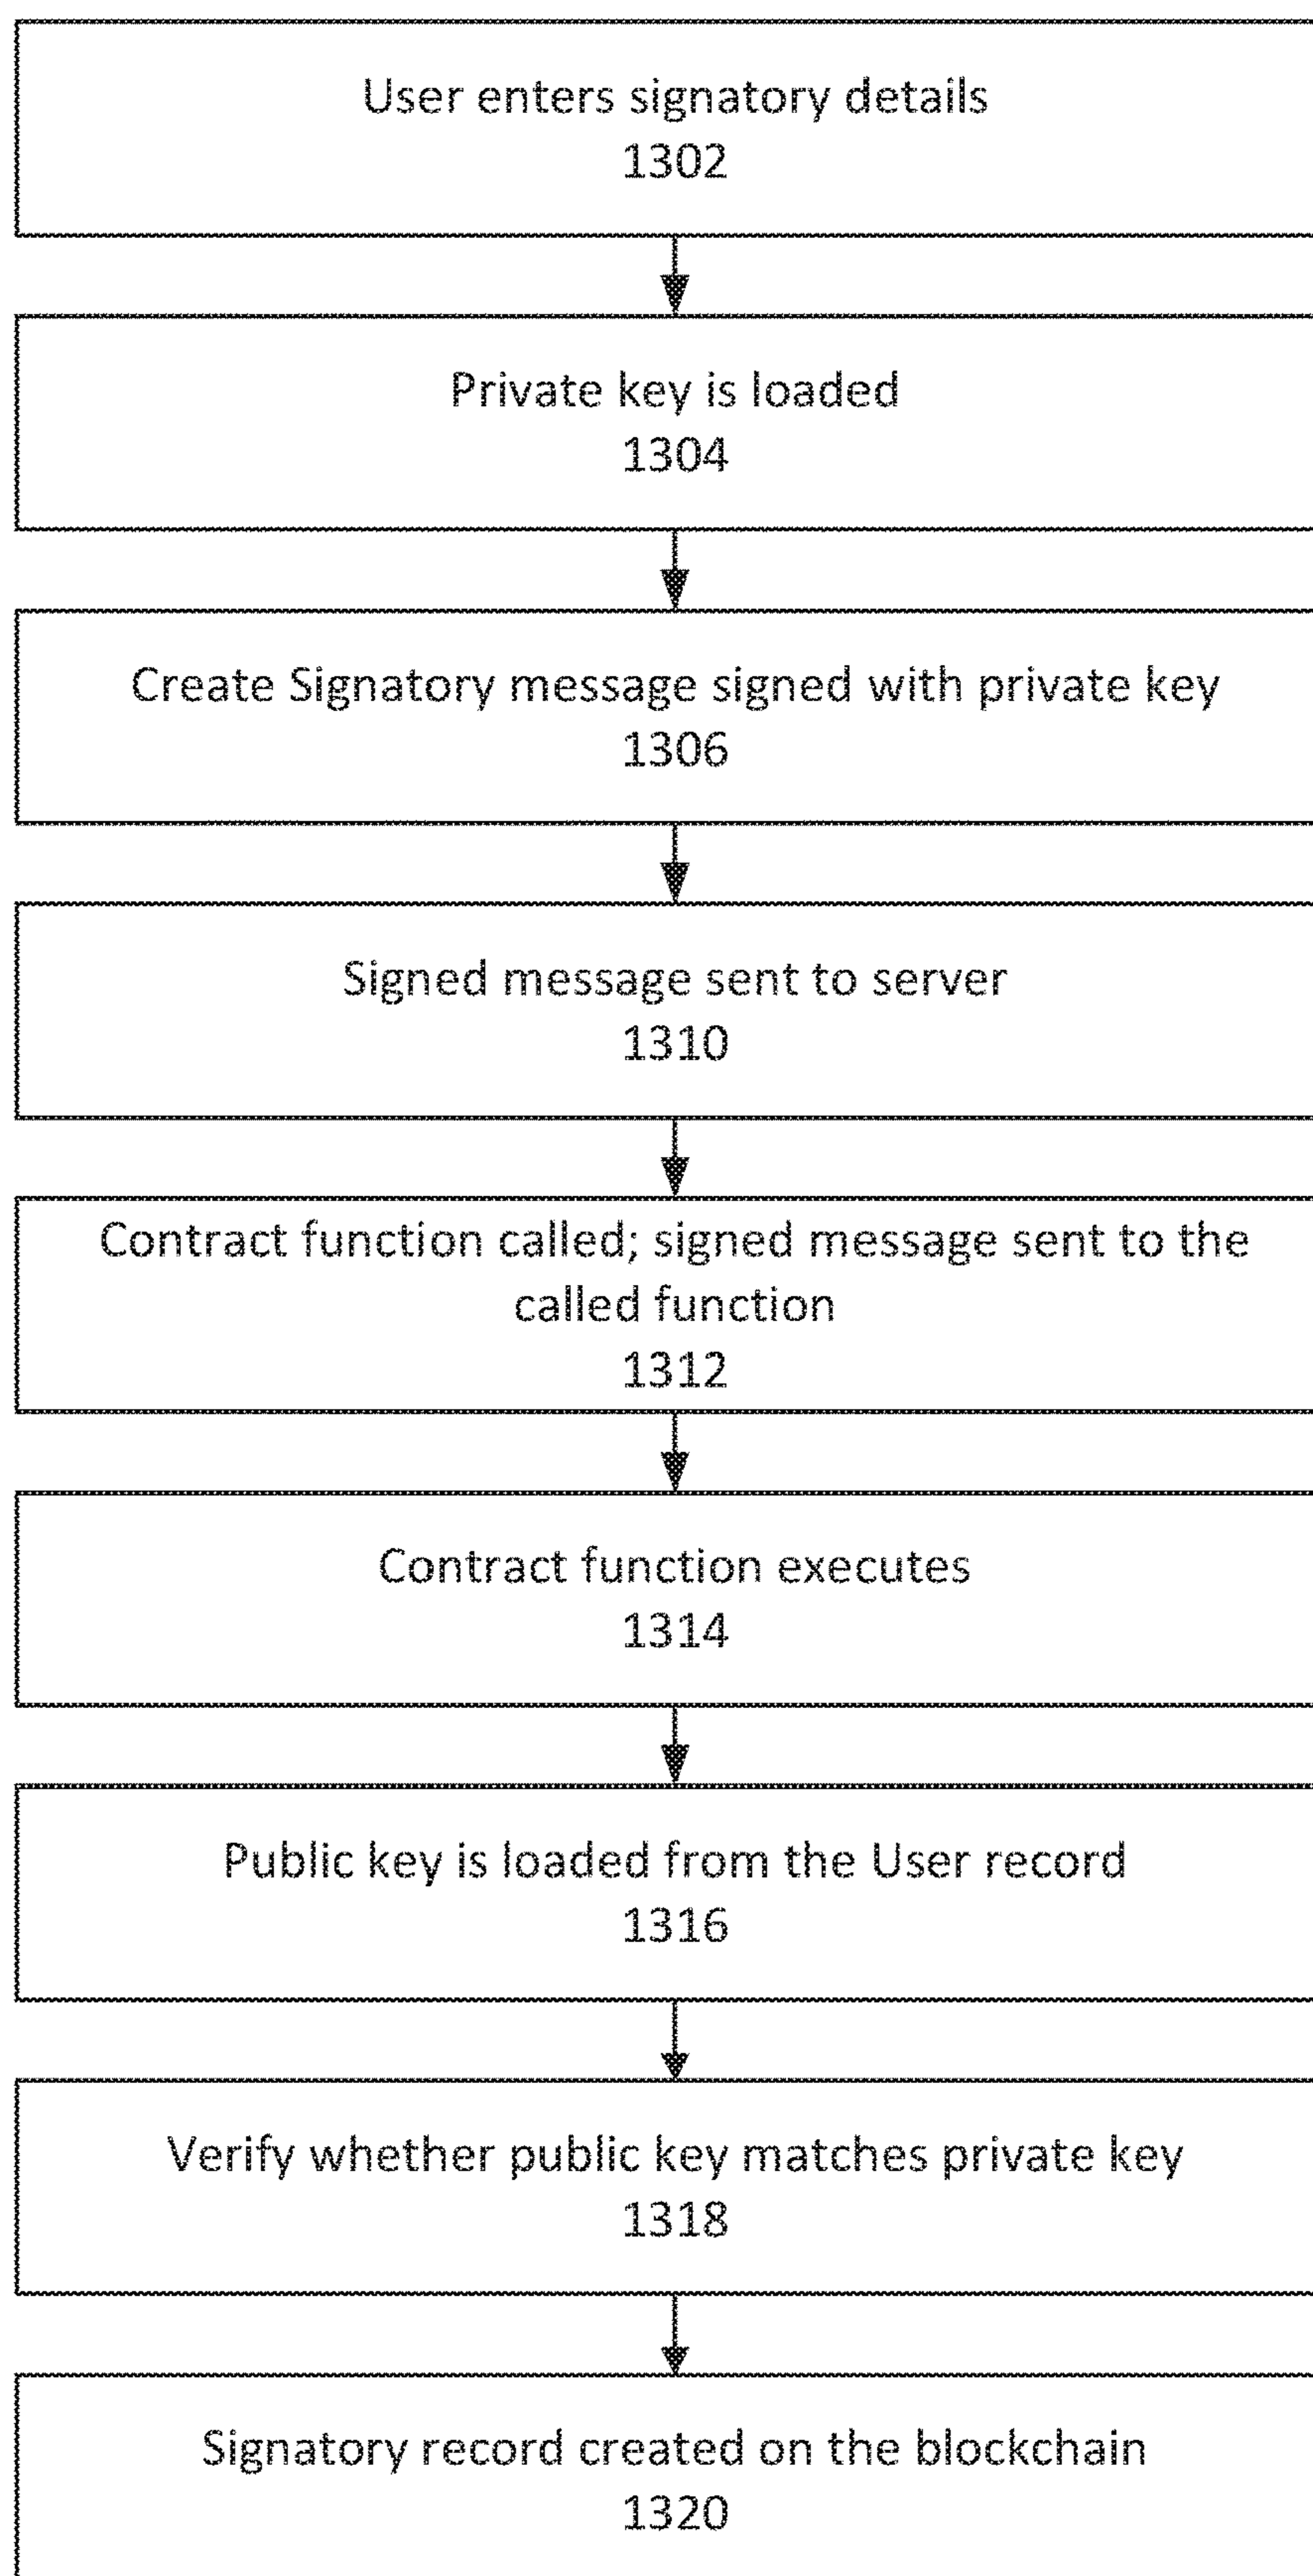 User enters signatory details
1302
Private key is loaded
1304
Create Signatory message signed with private key
1306
Signed message sent to server
1310
Contract function called; signed message sent to the
called function
1312
Contract function executes
1314
Public key is loaded from the User record
1316
Verify whether public key matches private key
1318
Signatory record created on the blockchain
1320